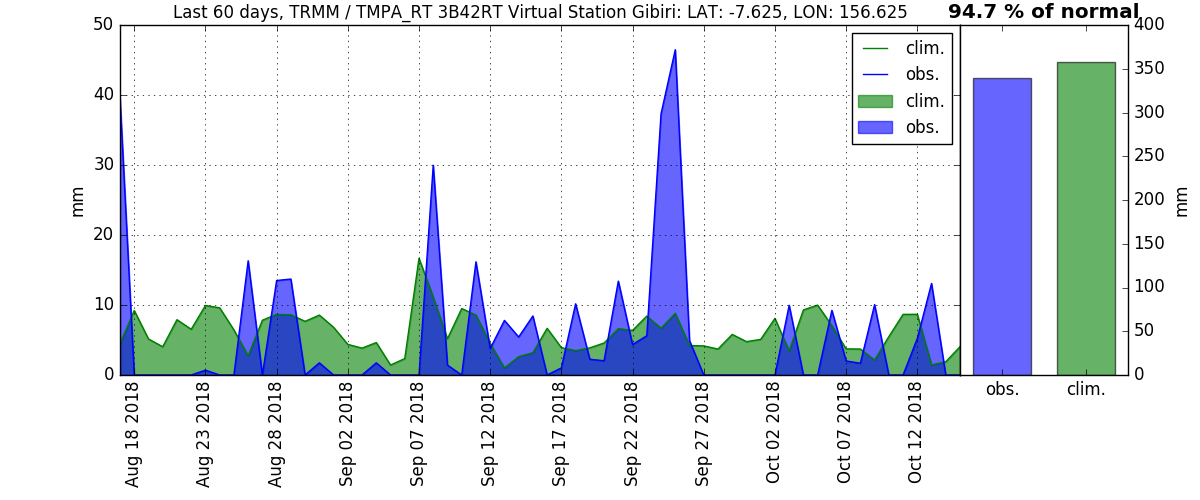 Last 60 days, TRMM / TMPA_RT 3B42RT Virtual Station Gibiri: LAT: -7.625, LON: 156.625
94.7 % of normal
50
40
30
20
10
0
mm
clim.
obs.
clim.
obs.
400
350
300
250
200
150
100
50
0
mm
obs.
clim.
Aug 18 2018
Aug 23 2018
Aug 28 2018
Sep 02 2018
Sep 07 2018
Sep 12 2018
Sep 17 2018
Sep 22 2018
Sep 27 2018
Oct 02 2018
Oct 07 2018
Oct 12 2018